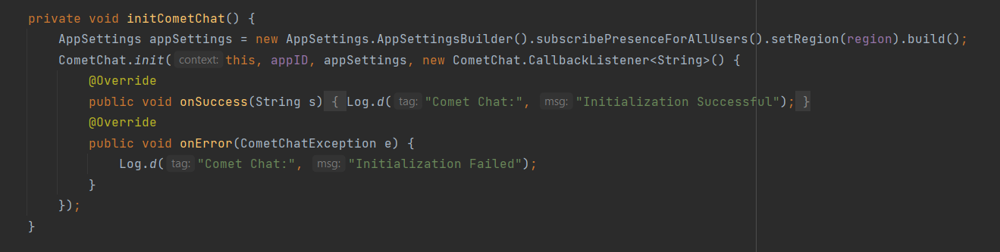 private void initCometChat() {
AppSettings appSettings = new AppSettings.AppSettingsBuilder().subscribePresenceForAllUsers().setRegion(region).build();
CometChat.init( context: this, appID, appSettings, new CometChat.CallbackListener<String>() {
@Override
public void onSuccess(String s) { Log.d( tag: "Comet Chat:", msg: "Initialization Successful"); }
@Override
public void onError(CometChatException e) {
Log.d( tag: "Comet Chat:", msg: "Initialization Failed");
}
});
}